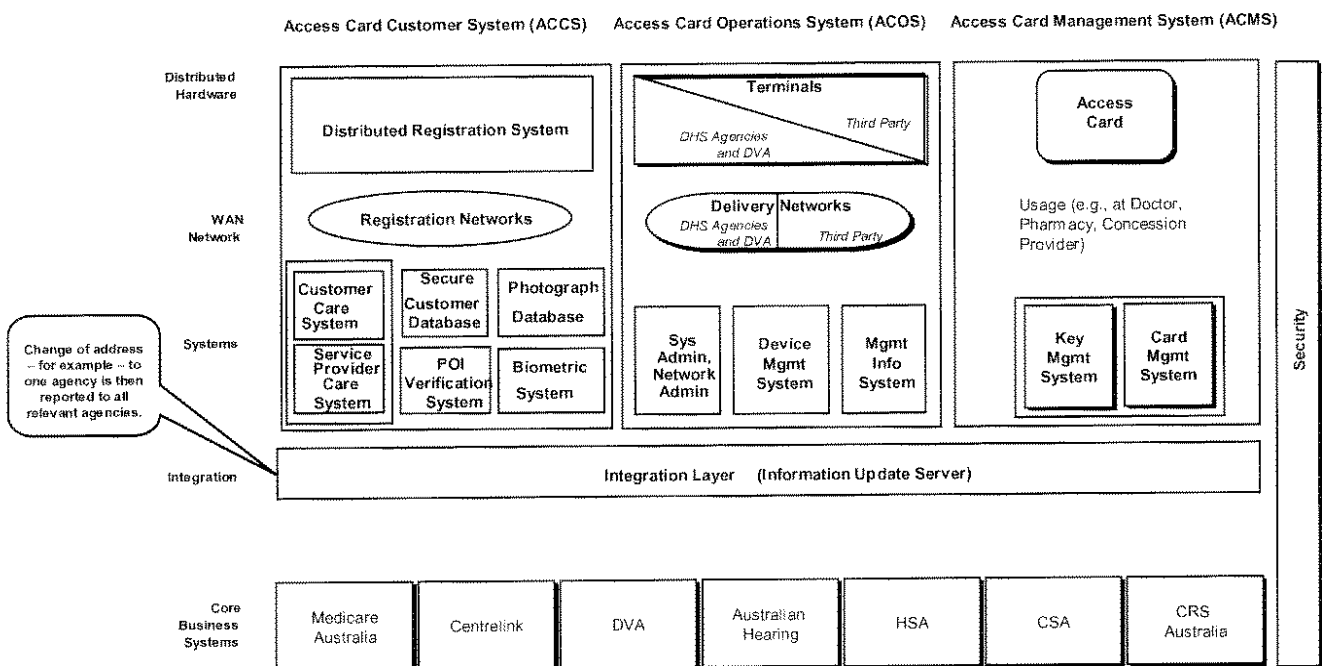 Access Card Customer System (ACCS)
Access Card Operations System (ACOS)
Access Card Management System (ACMS)
Distributed
Hardware
Distributed Registration System
Terminals
Third Party
DHS Agencies
and DVA
Access
Card
WAN
Network
Registration Networks
Delivery Networks
DHS Agencies
and DVA
Third Party
Usage (e.g., at Doctor,
Pharmacy, Concession
Provider)
Systems
Customer
Care
System
Secure
Customer
Database
Photograph
Database
Service
Provider
Care
System
POI
Verification
System
Biometric
System
Sys
Admin,
Network
Admin
Device
Mgmt
System
Mgmt
Info
System
Key
Mgmt
System
Card
Mgmt
System
Security
Change of address
– for example – to
one agency is then
reported to all
relevant agencies.
Integration
Integration Layer (Information Update Server)
Core
Business
Systems
Medicare
Australia
Centrelink
DVA
Australian
Hearing
HSA
CSA
CRS
Australia